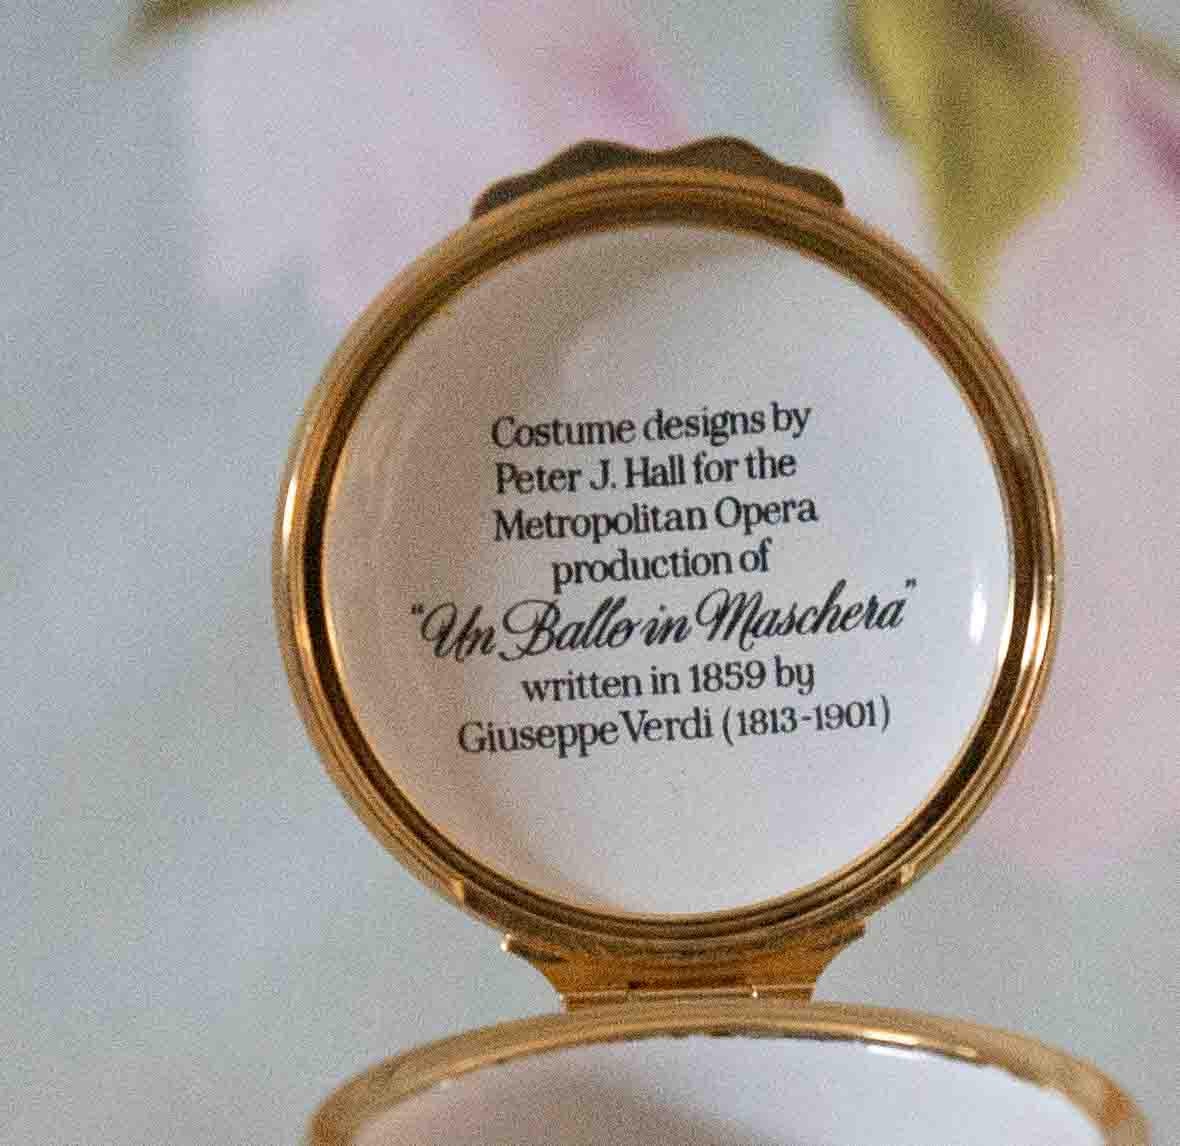 Costume designs by
Peter J. Hall for the
Metropolitan Opera
production of
"Un Ballo in Maschera"
written in 1859 by
Giuseppe Verdi (1813-1901)